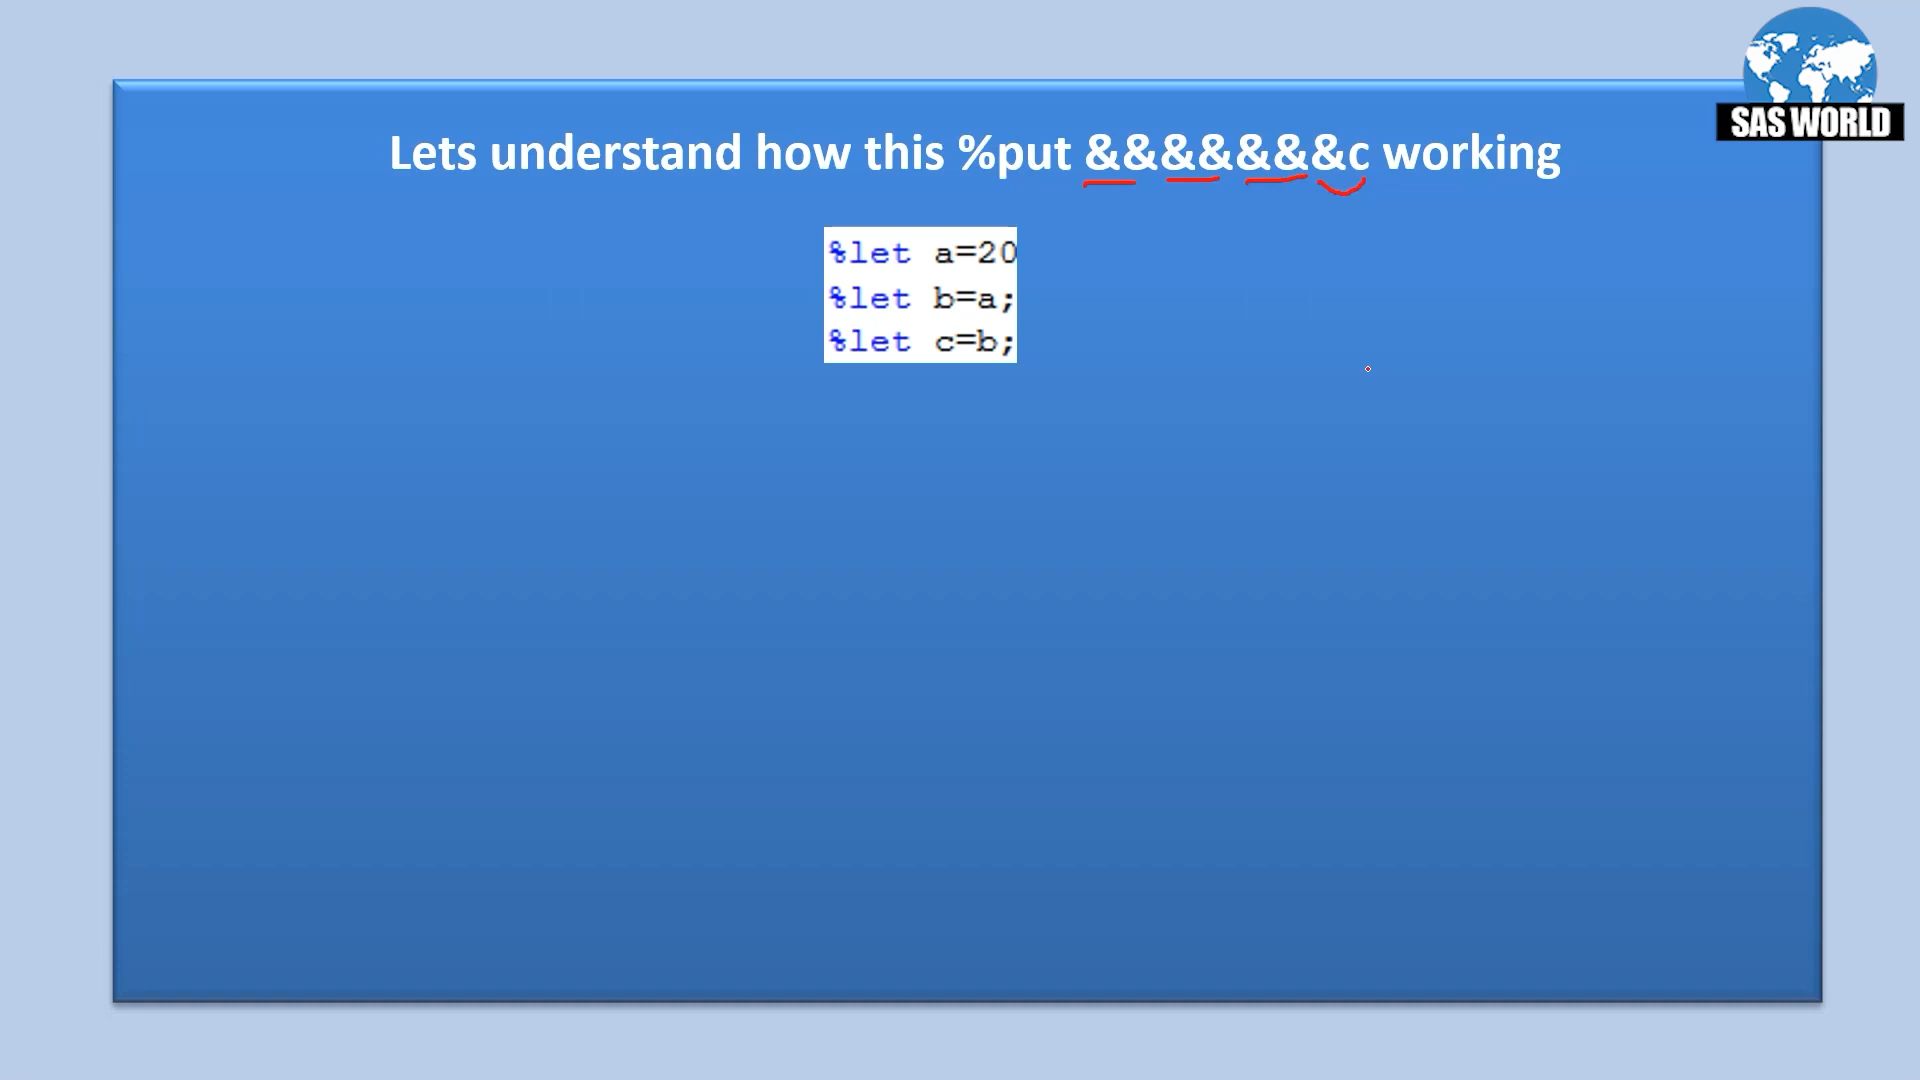 SAS WORLD
Lets understand how this %put &&&&&&&c working
%let a=20
%let b=a;
%let c=b;